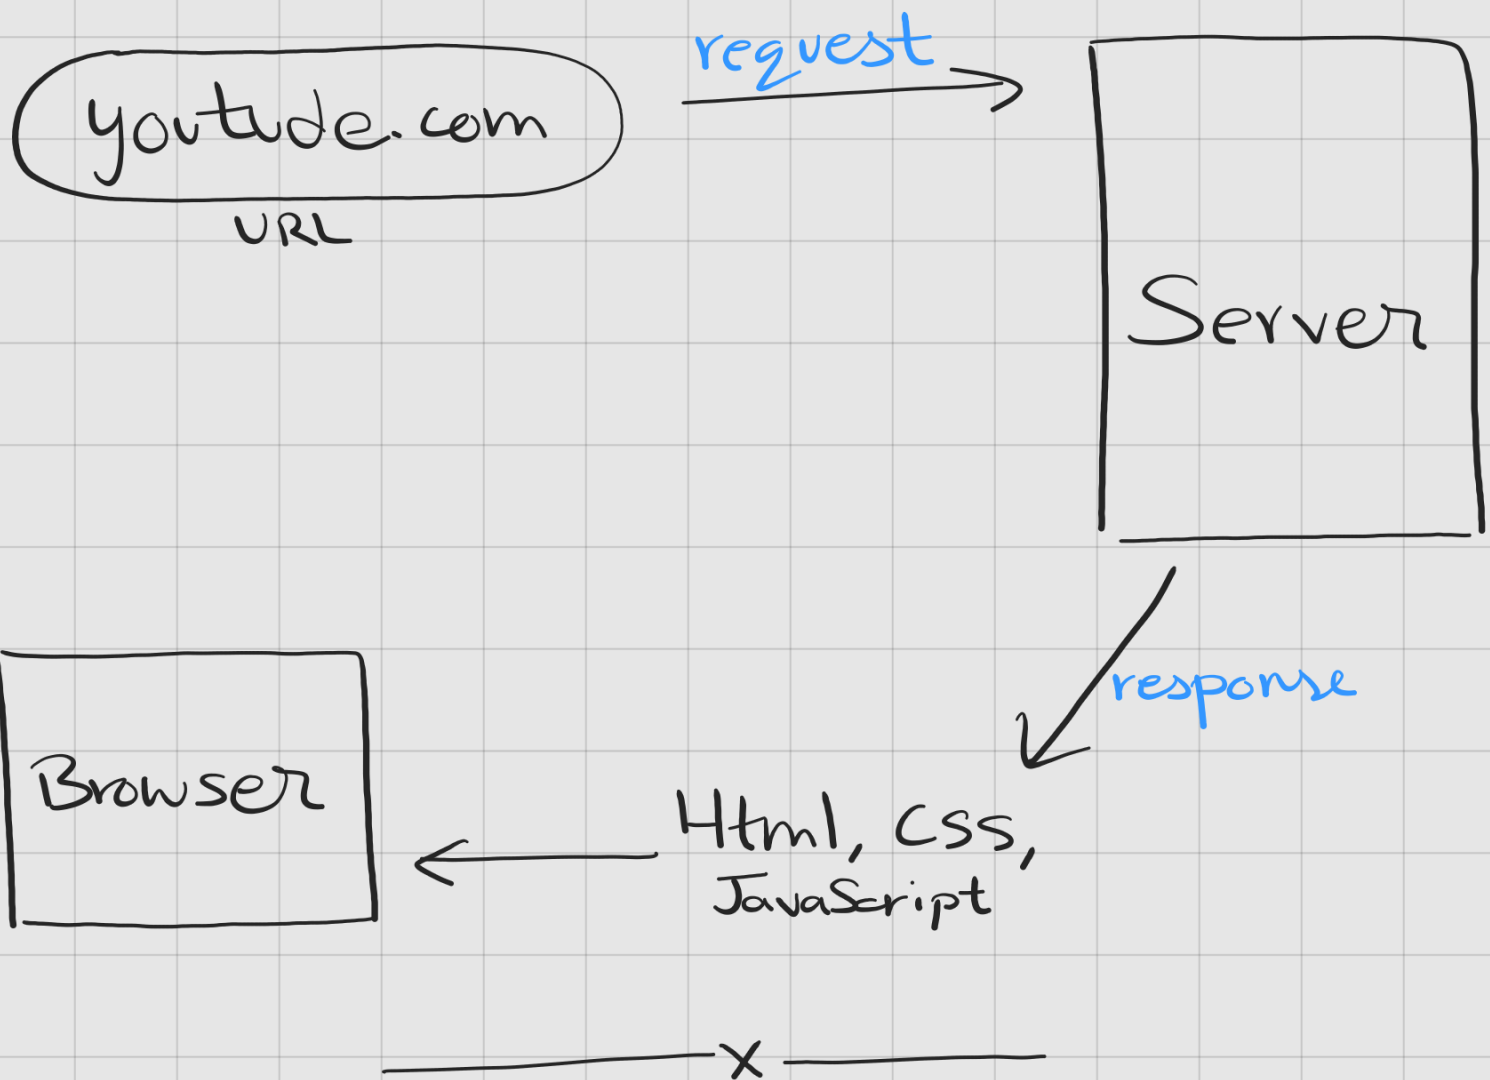 request
youtude.com
URL
Server
response
Browser
Html, CSS,
JavaScript
X